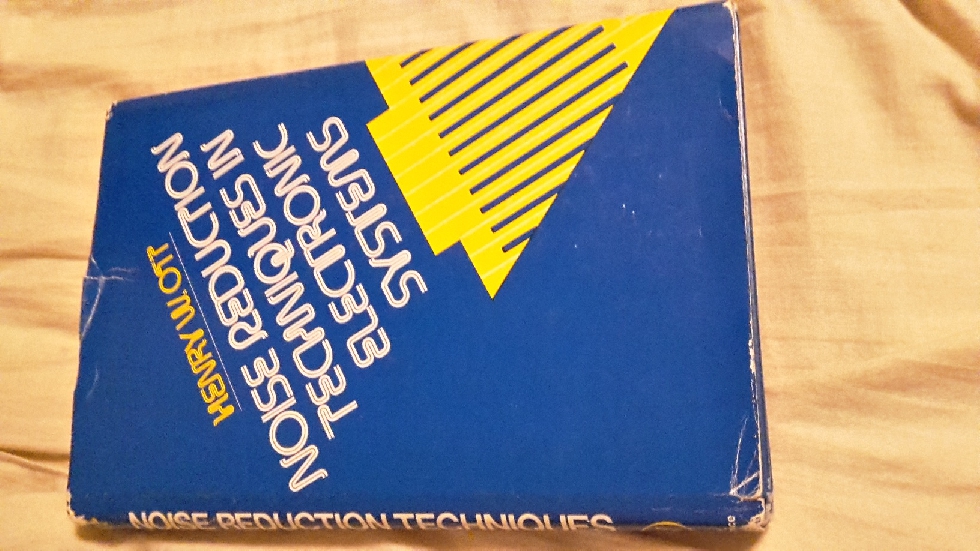 HENRY W. OTT
NOISE REDUCTION
TECHNIQUES IN
ELECTRONIC
SYSTEMS
NOISE REDUCTION TECHNIQUES